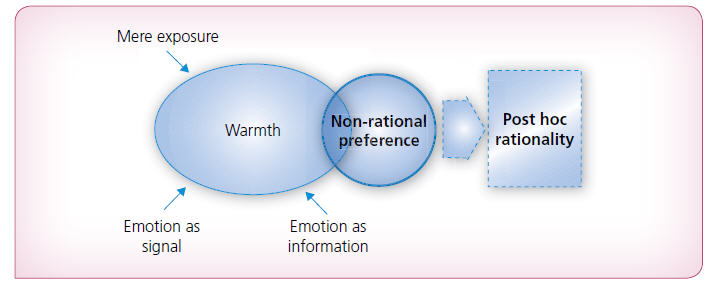 Mere exposure
Warmth
Non-rational
preference
Post hoc
rationality
Emotion as
signal
Emotion as
information